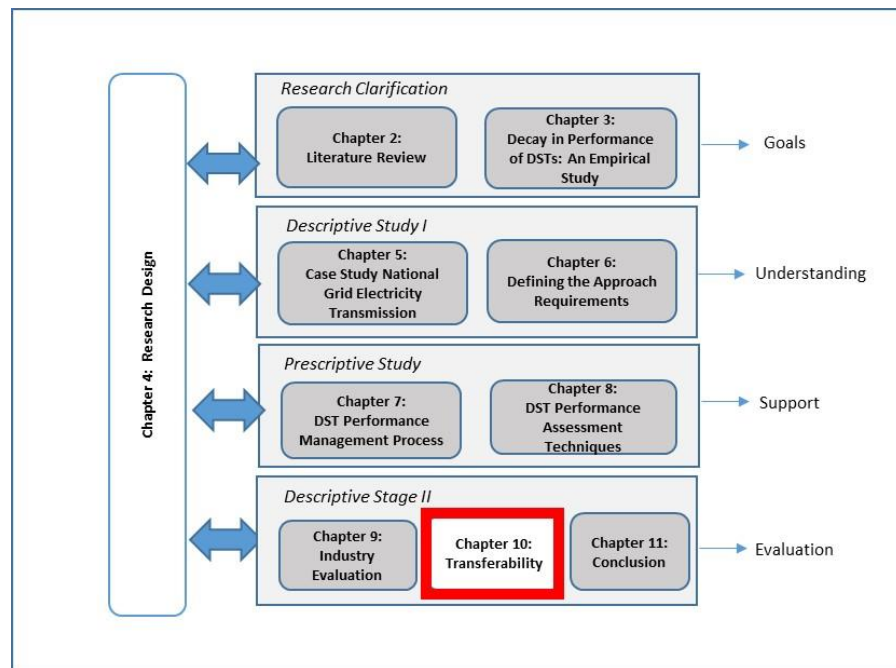 Chapter 4:  Research Design
Research Clarification
Chapter 2:
Literature Review
Chapter 3:
Decay in Performance
of DSTs:  An Empirical
Study
Goals
Descriptive Study I
Chapter 5:
Case Study National
Grid Electricity
Transmission
Chapter 6:
Defining the Approach
Requirements
Understanding
Prescriptive Study
Chapter 7:
DST Performance
Management Process
Chapter 8:
DST Performance
Assessment
Techniques
Support
Descriptive Stage II
Chapter 9:
Industry
Evaluation
Chapter 10:
Transferability
Chapter 11:
Conclusion
Evaluation